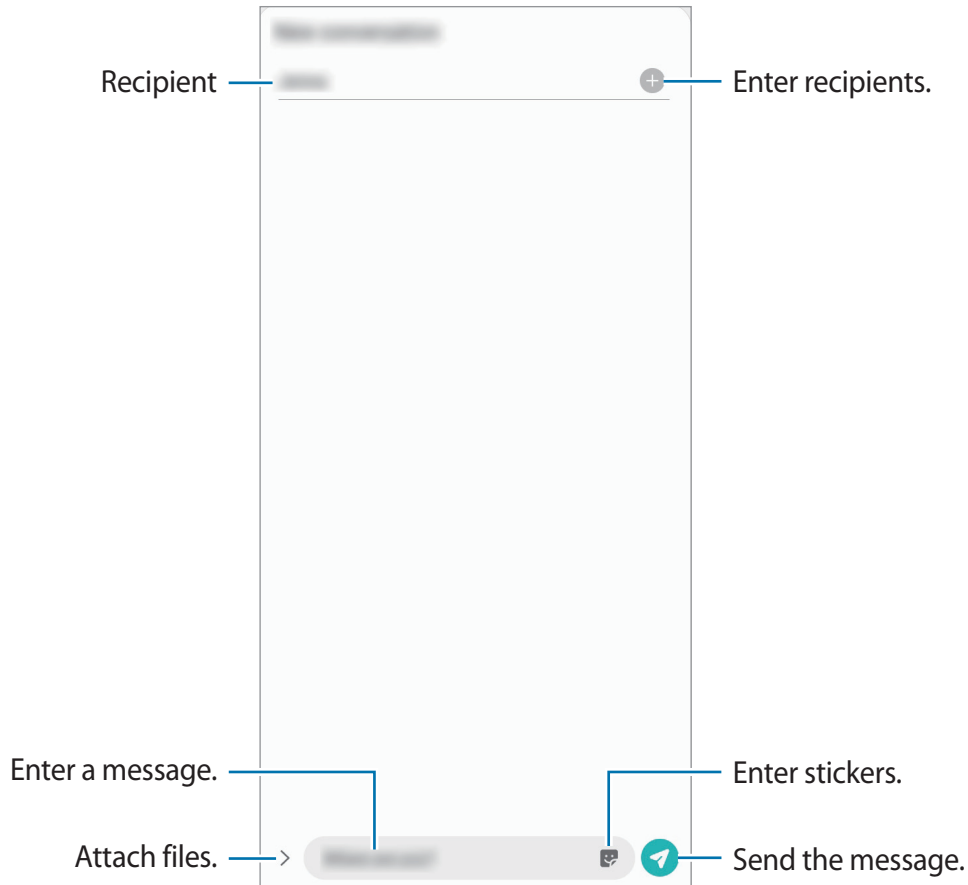 Recipient
Enter recipients.
Enter a message.
Enter stickers.
Attach files.
Send the message.